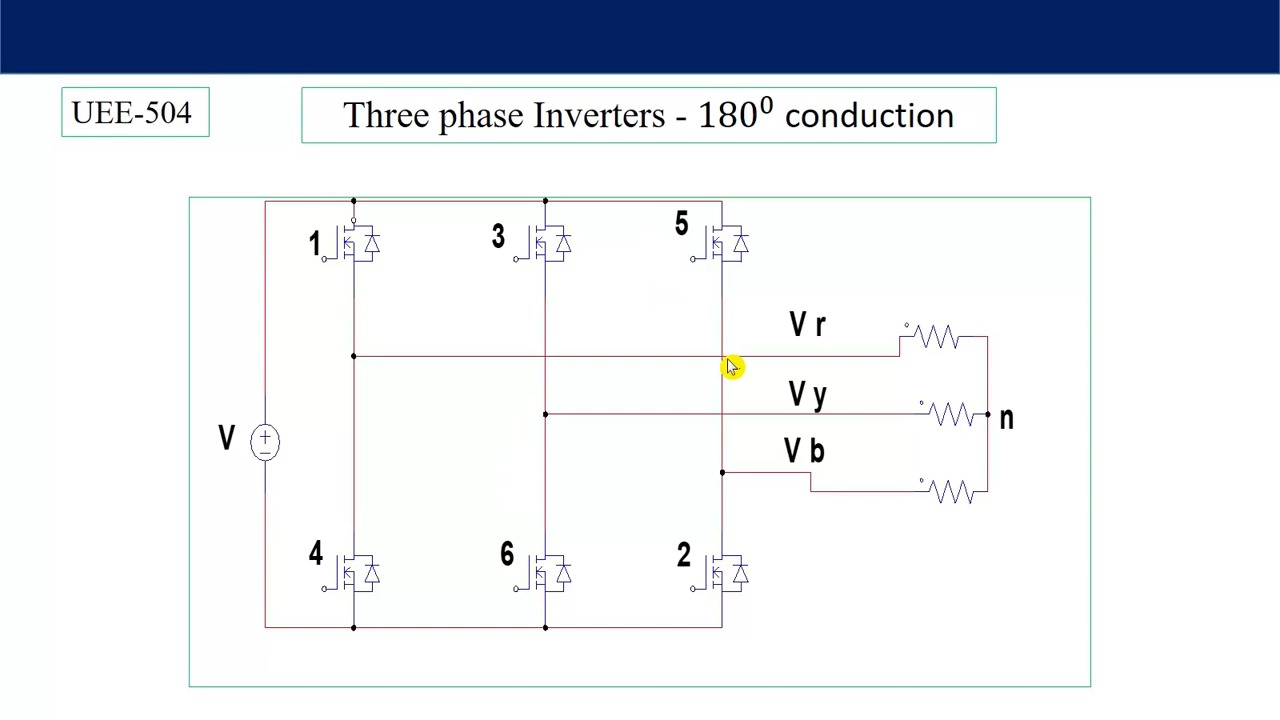 UEE-504
Three phase Inverters - 180⁰ conduction
1
3
5
V r
V y
n
V
V b
4
6
2